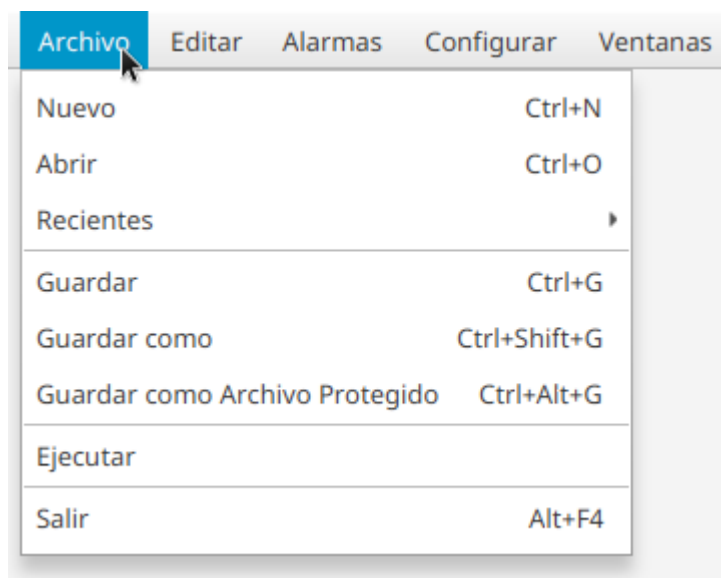 Archivo Editar Alarmas Configurar Ventanas
Nuevo Ctrl+N
Abrir Ctrl+O
Recientes
Guardar Ctrl+G
Guardar como Ctrl+Shift+G
Guardar como Archivo Protegido Ctrl+Alt+G
Ejecutar
Salir Alt+F4